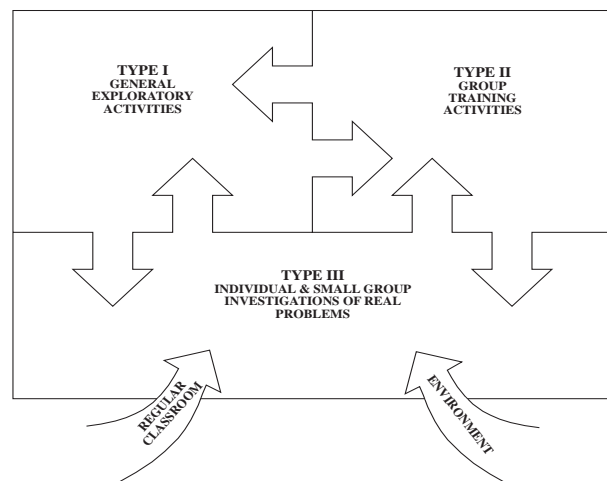 TYPE I
GENERAL
EXPLORATORY
ACTIVITIES
TYPE II
GROUP
TRAINING
ACTIVITIES
TYPE III
INDIVIDUAL & SMALL GROUP
INVESTIGATIONS OF REAL
PROBLEMS
REGULAR
CLASSROOM
ENVIRONMENT